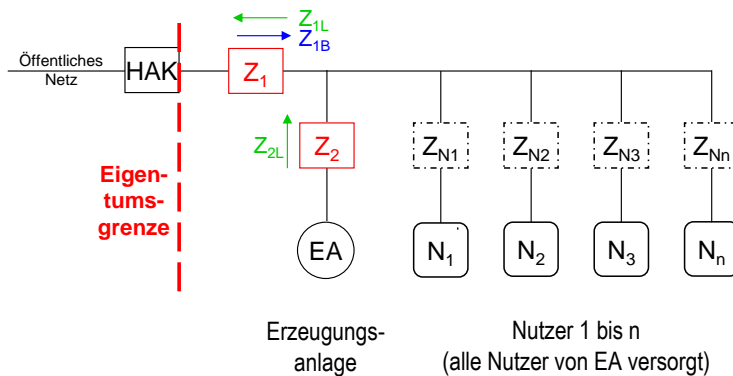 Z1L
Z1B
Öffentliches
Netz
HAK
Z1
Z2L
Z2
ZN1
ZN2
ZN3
ZNn
Eigen-
tums-
grenze
EA
N1
N2
N3
Nn
Erzeugungs-
anlage
Nutzer 1 bis n
(alle Nutzer von EA versorgt)